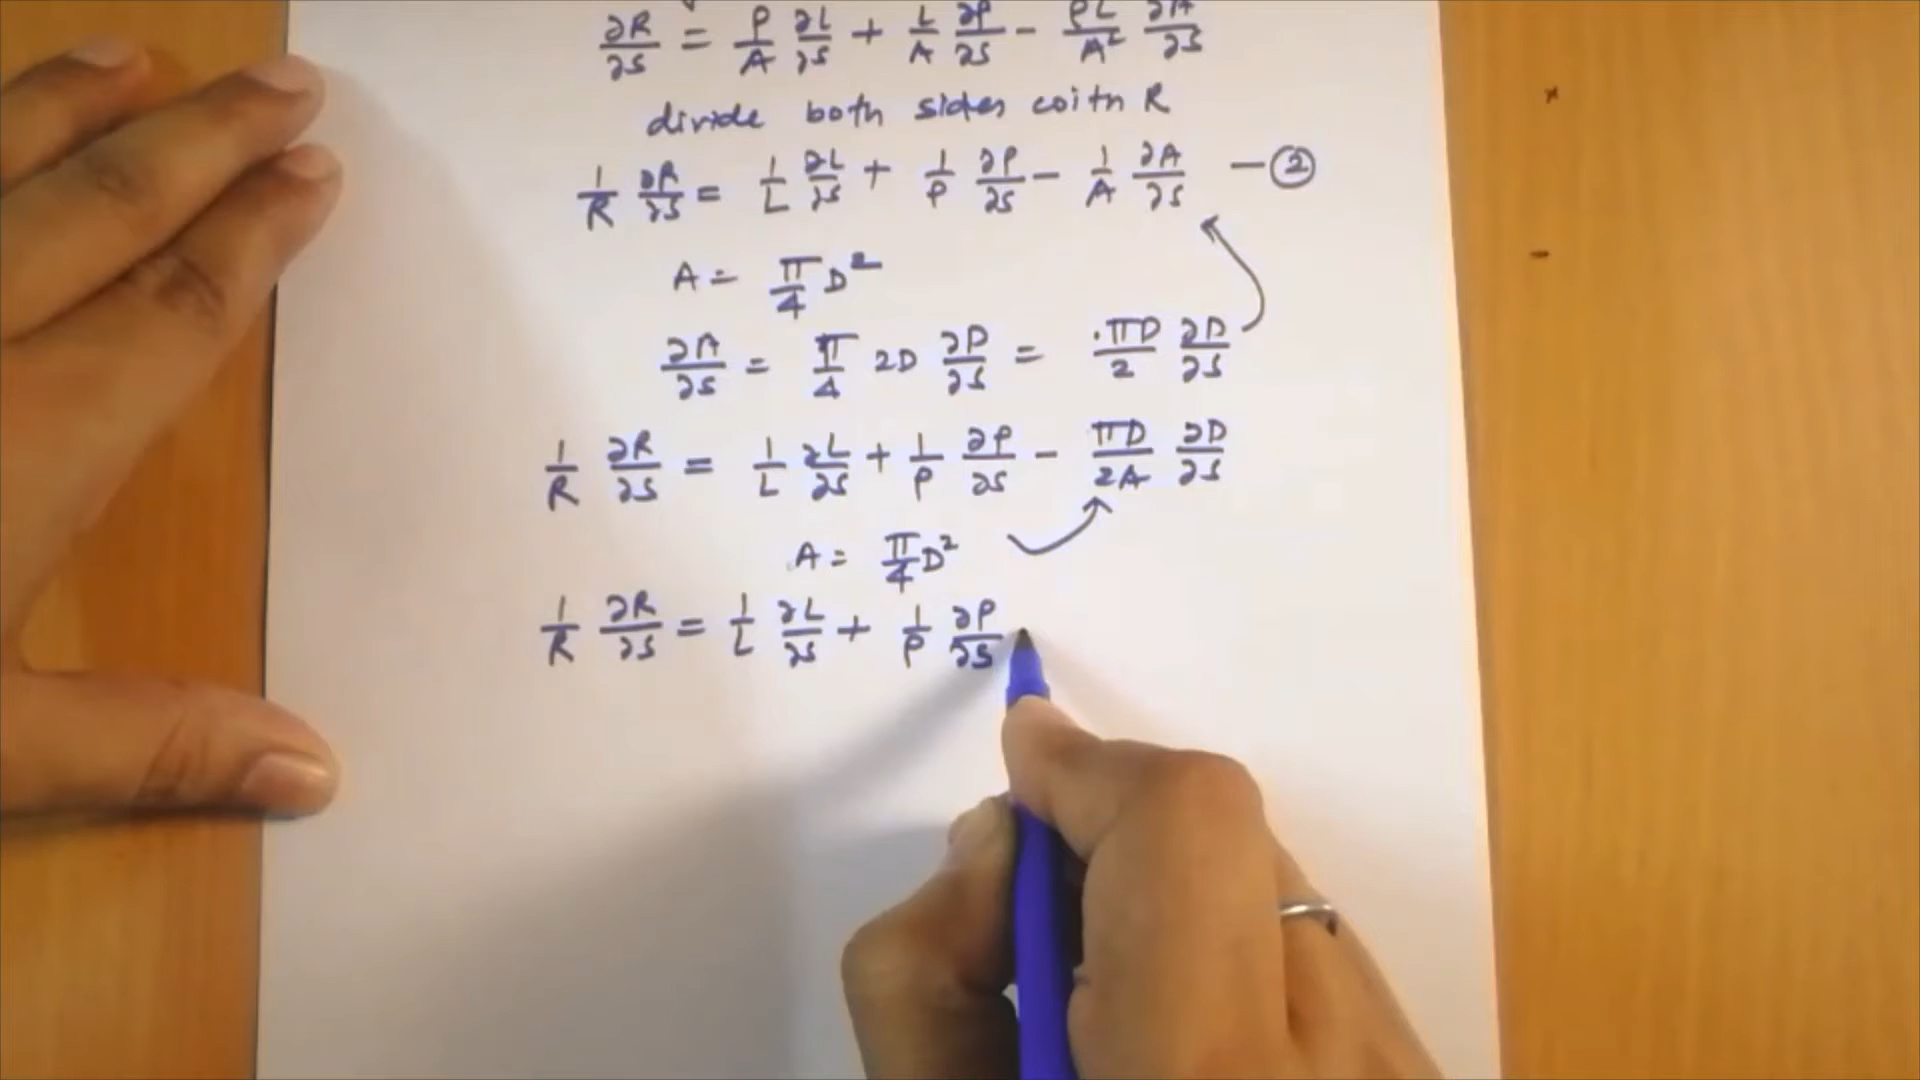 ∂R/∂S = ρ/A ∂L/∂S + L/A ∂ρ/∂S - ρL/A² ∂A/∂S
divide both sides with R
1/R ∂R/∂S = 1/L ∂L/∂S + 1/ρ ∂ρ/∂S - 1/A ∂A/∂S - ②
A = π/4 D²
∂A/∂S = π/4 2D ∂D/∂S = πD/2 ∂D/∂S
1/R ∂R/∂S = 1/L ∂L/∂S + 1/ρ ∂ρ/∂S - πD/2A ∂D/∂S
A = π/4 D²
1/R ∂R/∂S = 1/L ∂L/∂S + 1/ρ ∂ρ/∂S